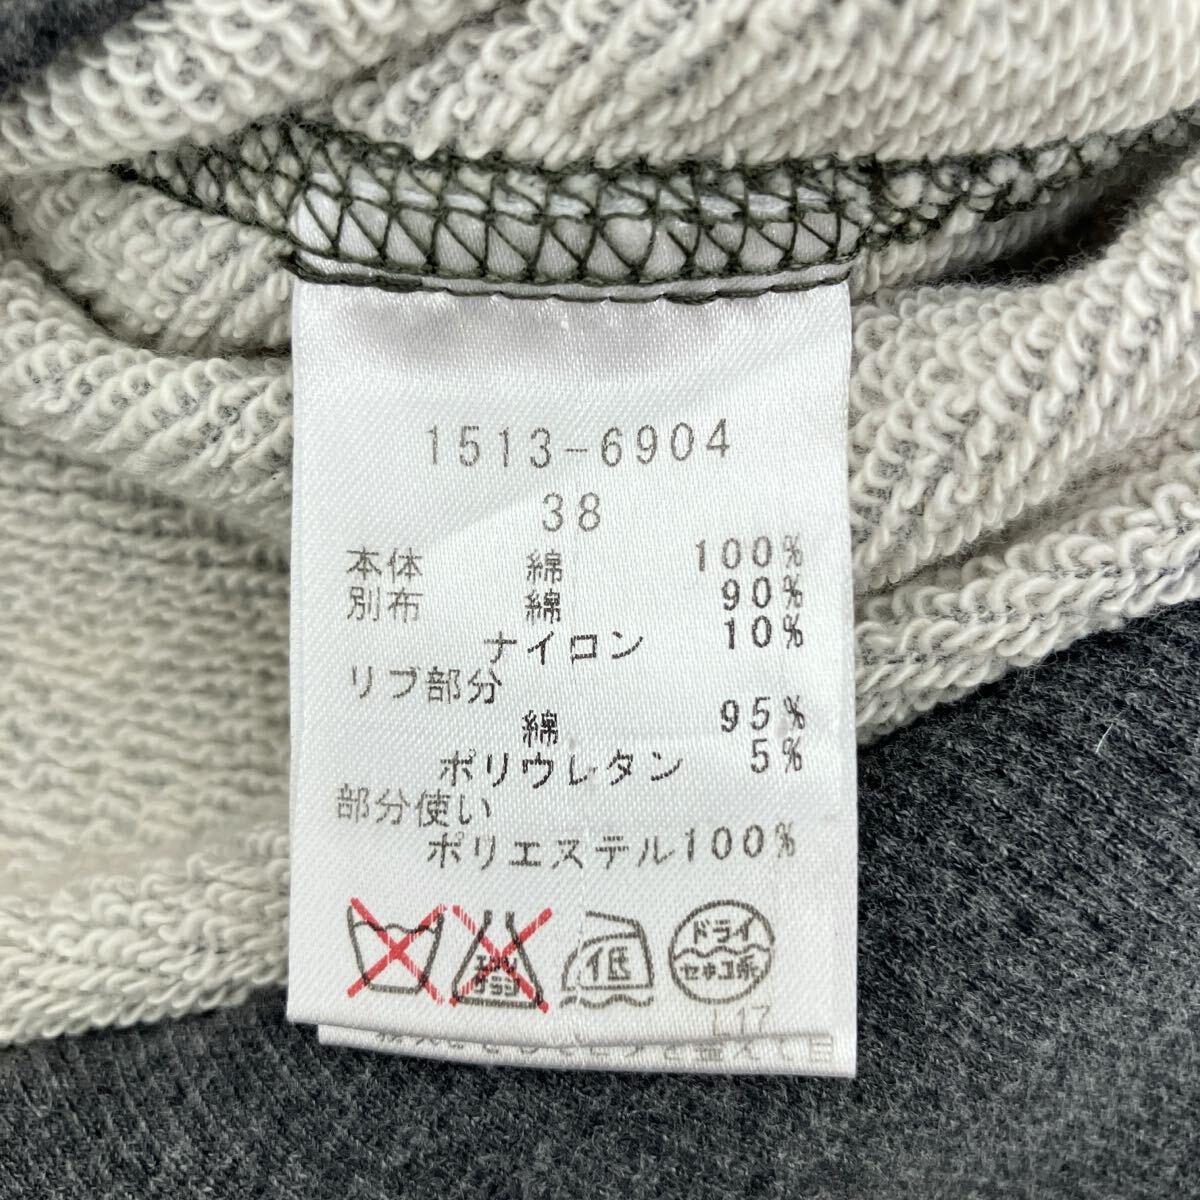 1513-6904
38
本体 綿 100%
別布 綿 90%
ナイロン 10%
リブ部分
綿 95%
ポリウレタン 5%
部分使い
ポリエステル100%
エンソ サラシ
低
ドライ
セキユ系
L17